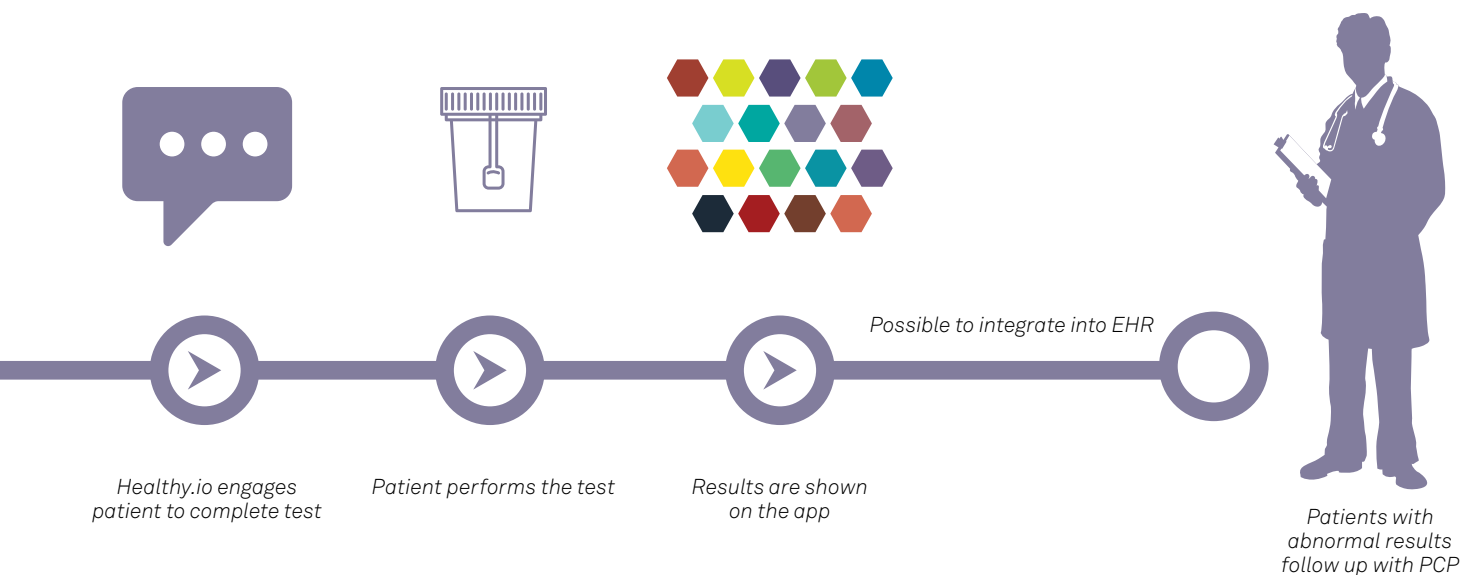 Possible to integrate into EHR
Healthy.io engages
patient to complete test
Patient performs the test
Results are shown
on the app
Patients with
abnormal results
follow up with PCP